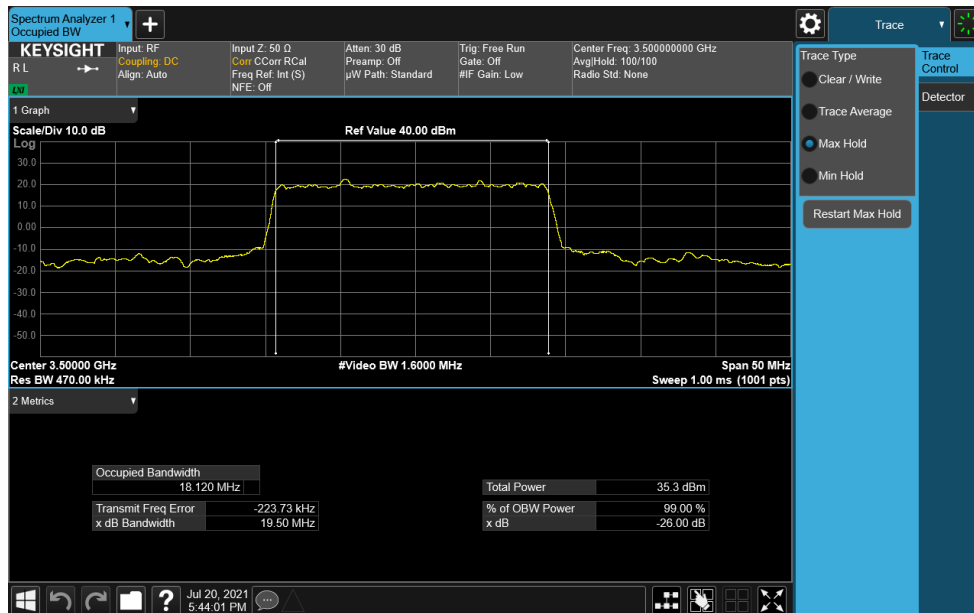 Spectrum Analyzer 1
Occupied BW
+
Trace
KEYSIGHT
R L
LXI
Input: RF
Coupling: DC
Align: Auto
Input Z: 50 Ω
Corr CCorr RCal
Freq Ref: Int (S)
NFE: Off
Atten: 30 dB
Preamp: Off
µW Path: Standard
Trig: Free Run
Gate: Off
#IF Gain: Low
Center Freq: 3.500000000 GHz
Avg|Hold: 100/100
Radio Std: None
Trace Type
Clear / Write
Trace Average
Max Hold
Min Hold
Restart Max Hold
Trace
Control
Detector
1 Graph
Scale/Div 10.0 dB
Ref Value 40.00 dBm
Log
30.0
20.0
10.0
0.00
-10.0
-20.0
-30.0
-40.0
-50.0
Center 3.50000 GHz
#Video BW 1.6000 MHz
Span 50 MHz
Res BW 470.00 kHz
Sweep 1.00 ms (1001 pts)
2 Metrics
Occupied Bandwidth
18.120 MHz
Total Power 35.3 dBm
Transmit Freq Error -223.73 kHz
% of OBW Power 99.00 %
x dB Bandwidth 19.50 MHz
x dB -26.00 dB
?
Jul 20, 2021
5:44:01 PM